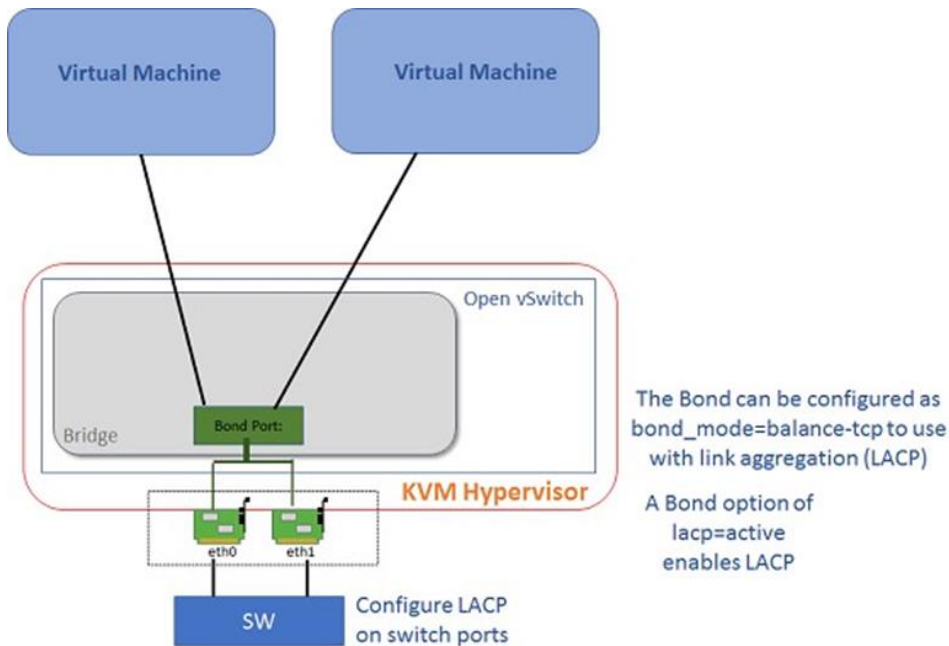 Virtual Machine
Virtual Machine
Open vSwitch
Bond Port:
Bridge
KVM Hypervisor
The Bond can be configured as
bond_mode=balance-tcp to use
with link aggregation (LACP)
A Bond option of
lacp=active
enables LACP
eth0
eth1
SW
Configure LACP
on switch ports